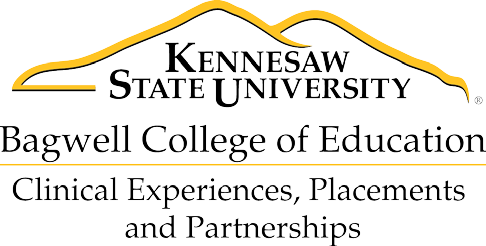 KENNESAW
STATE UNIVERSITY
®
Bagwell College of Education
Clinical Experiences, Placements
and Partnerships